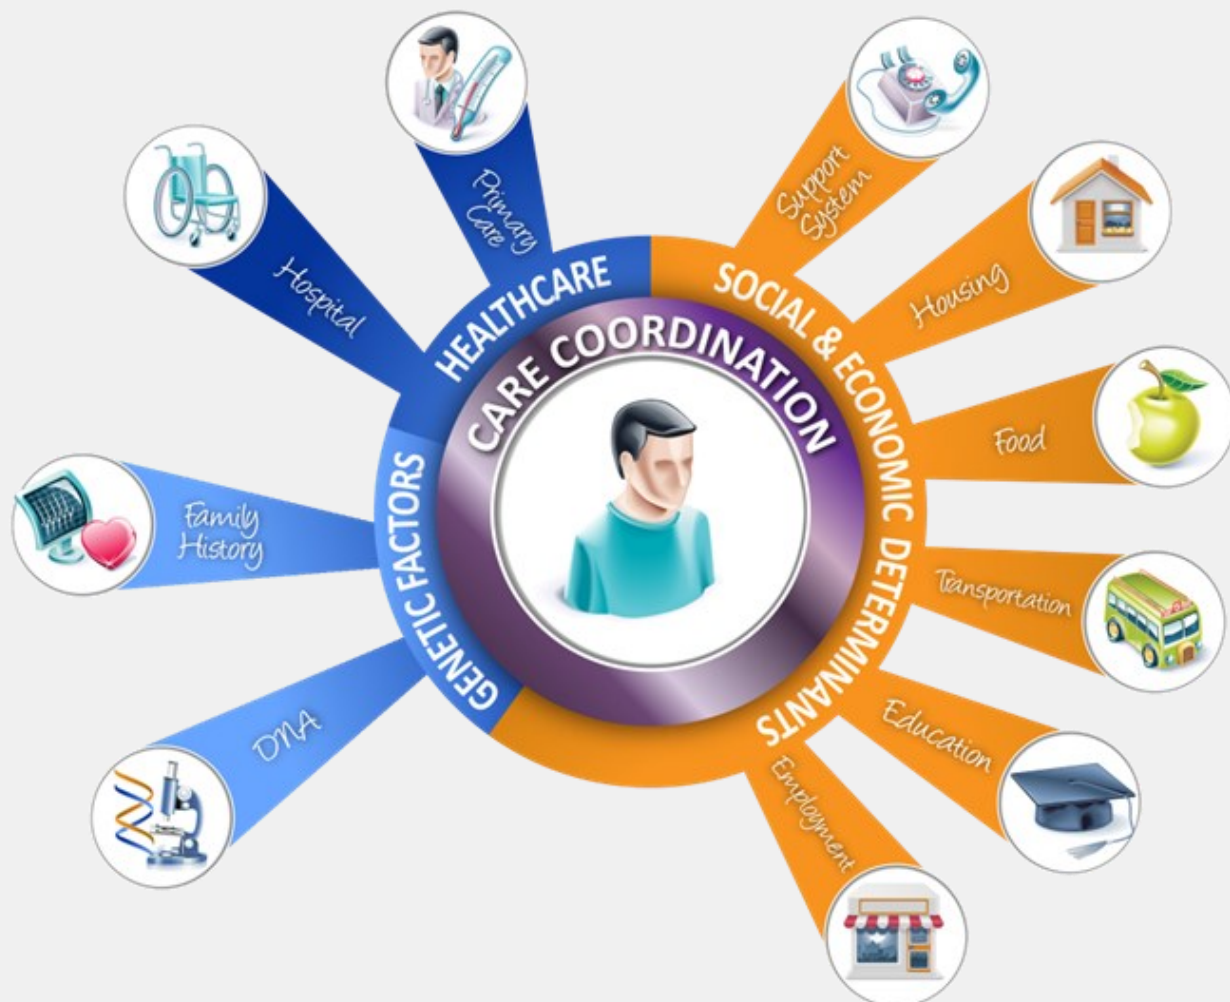 CARE COORDINATION
HEALTHCARE
Primary
Care
Hospital
GENETIC FACTORS
Family
History
DNA
SOCIAL & ECONOMIC DETERMINANTS
Support
System
Housing
Food
Transportation
Education
Employment